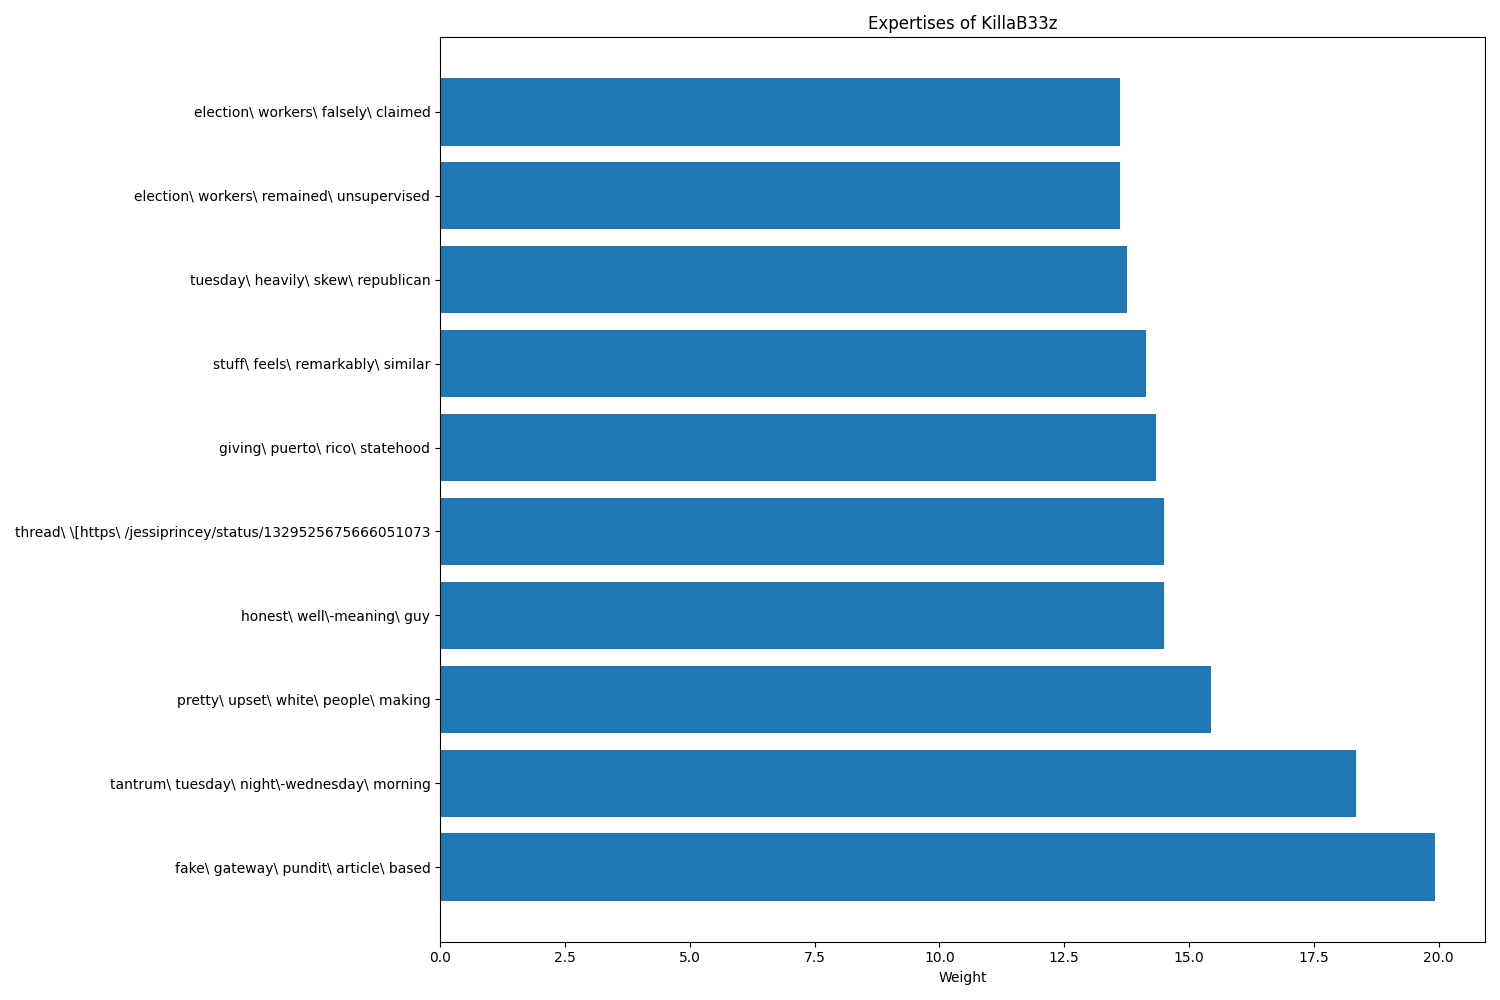 Expertises of KillaB33z
election\ workers\ falsely\ claimed
election\ workers\ remained\ unsupervised
tuesday\ heavily\ skew\ republican
stuff\ feels\ remarkably\ similar
giving\ puerto\ rico\ statehood
thread\ \[https\ /jessiprincey/status/1329525675666051073
honest\ well\-meaning\ guy
pretty\ upset\ white\ people\ making
tantrum\ tuesday\ night\-wednesday\ morning
fake\ gateway\ pundit\ article\ based
0.0 2.5 5.0 7.5 10.0 12.5 15.0 17.5 20.0
Weight